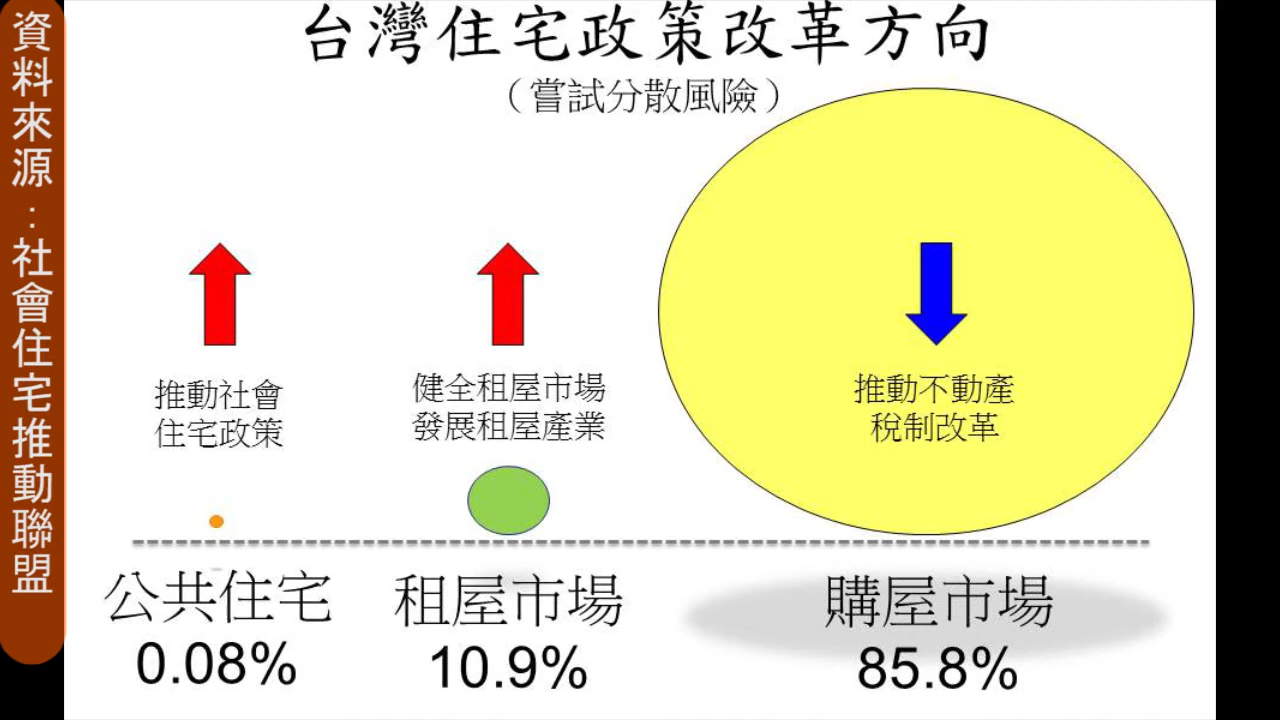 資料來源:社會住宅推動聯盟
台灣住宅政策改革方向
（嘗試分散風險）
推動社會
住宅政策
健全租屋市場
發展租屋產業
推動不動產
稅制改革
公共住宅
0.08%
租屋市場
10.9%
購屋市場
85.8%